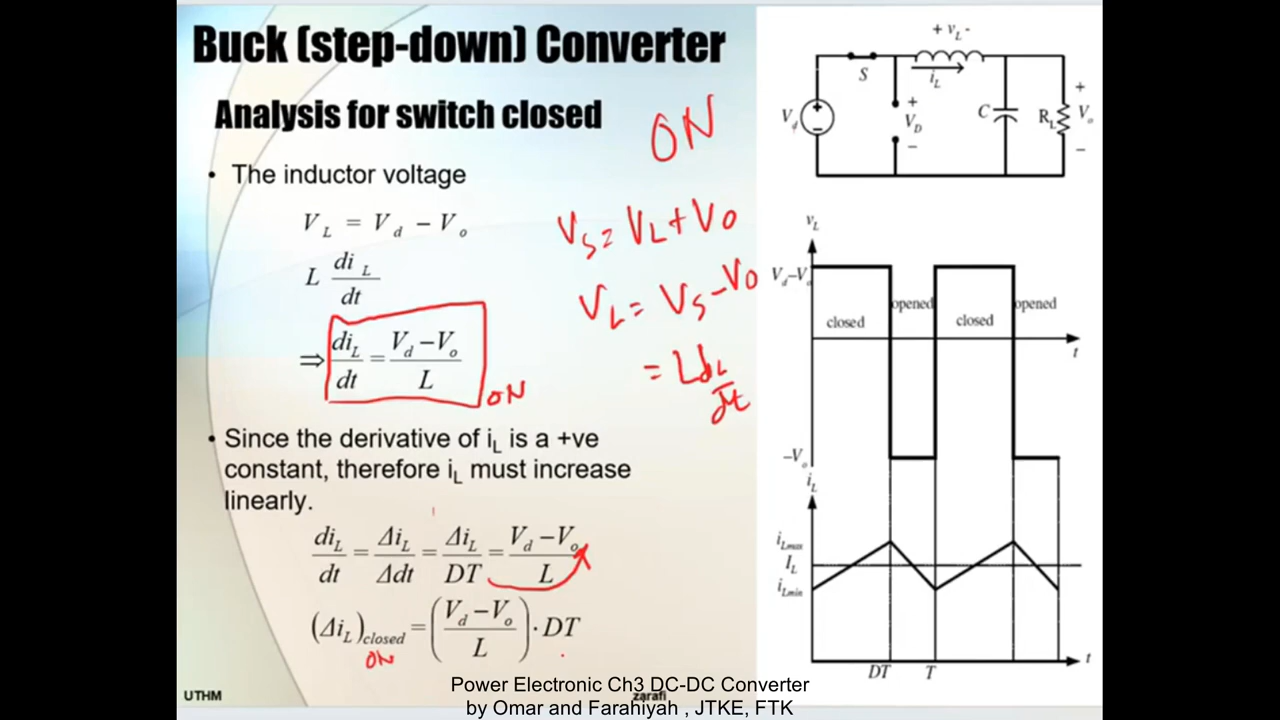 Buck (step-down) Converter
Analysis for switch closed
ON
• The inductor voltage
V_L = V_d − V_o
L di_L/dt
⇒ di_L/dt = (V_d − V_o)/L
ON
Vs = VL + VO
VL = Vs − VO
= L diL/dt
• Since the derivative of i_L is a +ve
constant, therefore i_L must increase
linearly.
di_L/dt = Δi_L/Δdt = Δi_L/DT = (V_d − V_o)/L
(Δi_L)_closed = ((V_d − V_o)/L) · DT
ON
UTHM
zarafi
Power Electronic Ch3 DC-DC Converter
by Omar and Farahiyah , JTKE, FTK
+ v_L -
S
i_L
V_d
+
−
+
V_D
−
C
R_L
+
V_o
−
v_L
V_d−V_o
closed
opened
closed
opened
t
−V_o
i_L
i_Lmax
I_L
i_Lmin
DT
T
t